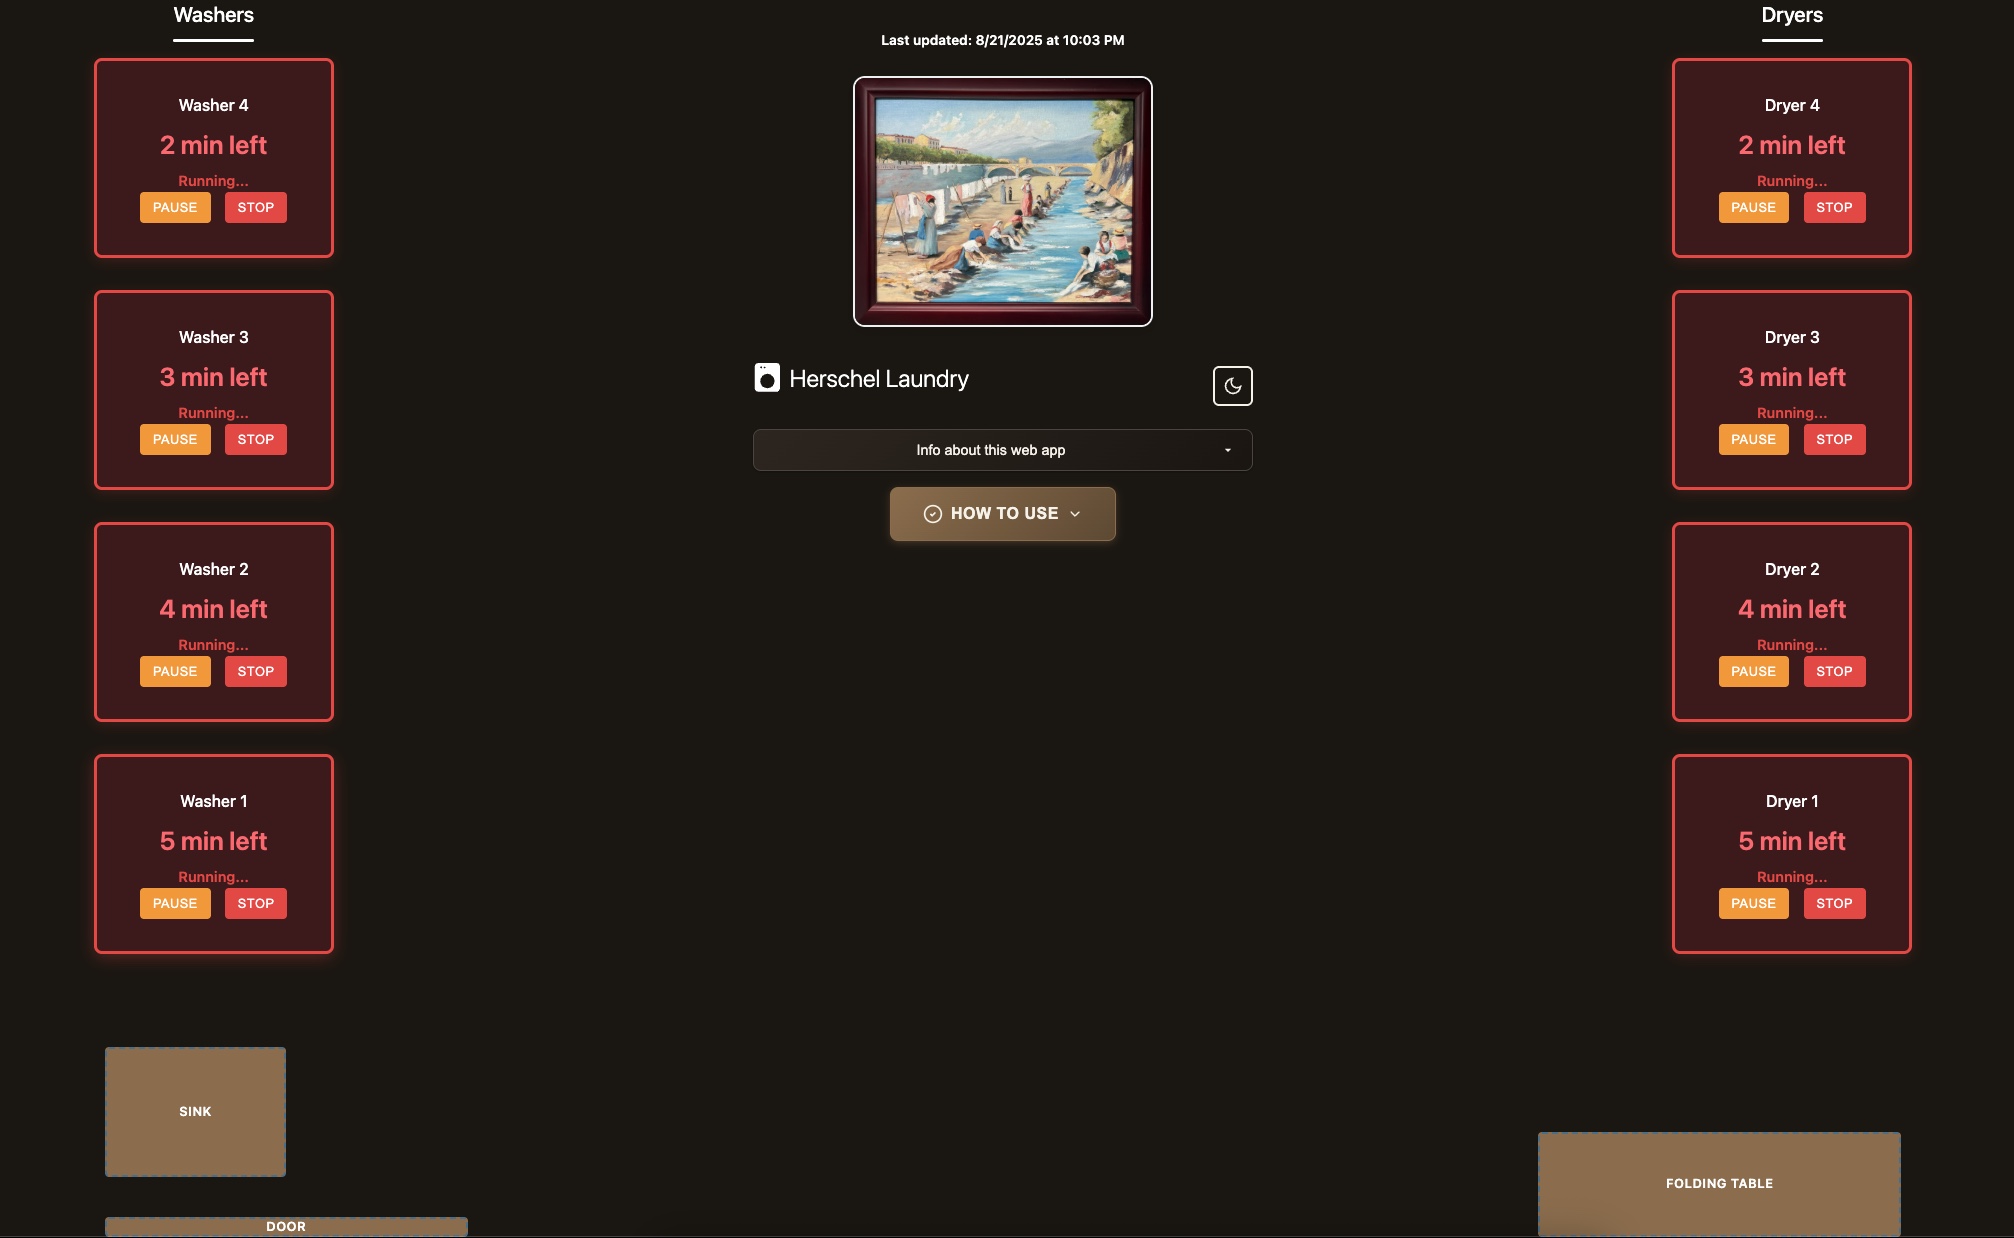 Washers
Washer 4
2 min left
Running...
PAUSE STOP
Washer 3
3 min left
Running...
PAUSE STOP
Washer 2
4 min left
Running...
PAUSE STOP
Washer 1
5 min left
Running...
PAUSE STOP
SINK
DOOR
Last updated: 8/21/2025 at 10:03 PM
Herschel Laundry
Info about this web app
HOW TO USE
Dryers
Dryer 4
2 min left
Running...
PAUSE STOP
Dryer 3
3 min left
Running...
PAUSE STOP
Dryer 2
4 min left
Running...
PAUSE STOP
Dryer 1
5 min left
Running...
PAUSE STOP
FOLDING TABLE